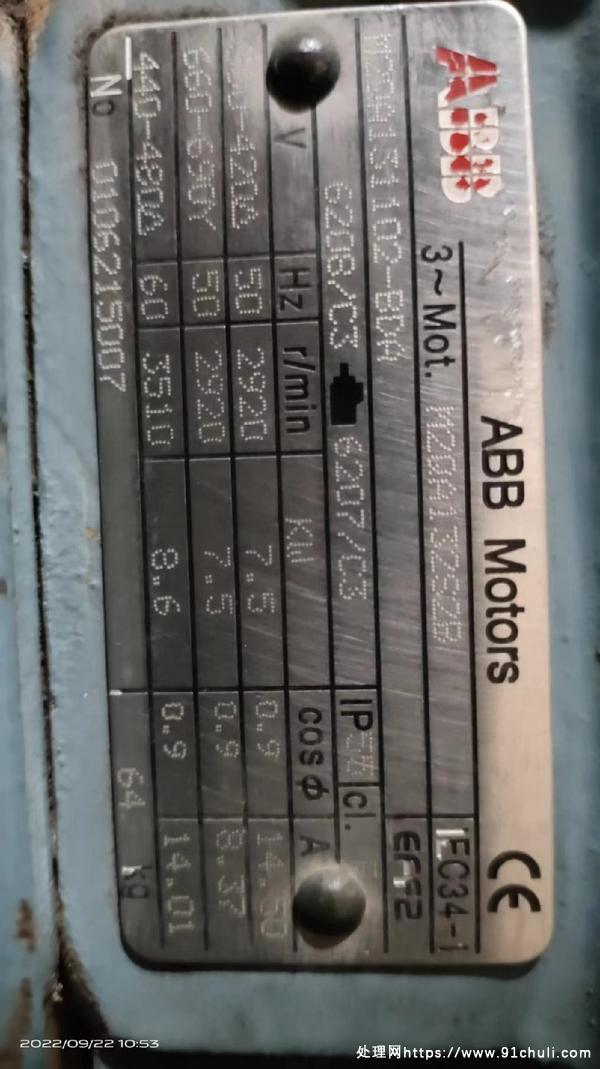 ABB
ABB Motors
CE
3~Mot. M2QA132S2B
IEC34-1
EFF2
6208/C3 6207/C3 IP cl.
V Hz r/min KW cosφ A
50 2920 7.5 0.9
660-690Y 50 2920 7.5 0.9 8.37
440-480Δ 60 3510 8.6 0.9 14.01
No 0106215007 64 kg
2022/09/22 10:53
处理网https://www.91chuli.com